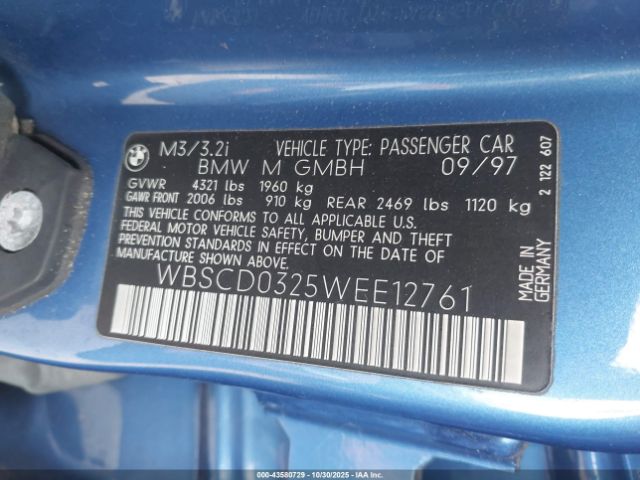 BMW
M3/3.2i VEHICLE TYPE: PASSENGER CAR
BMW M GMBH 09/97
GVWR 4321 lbs 1960 kg
GAWR FRONT 2006 lbs 910 kg REAR 2469 lbs 1120 kg
THIS VEHICLE CONFORMS TO ALL APPLICABLE U.S.
FEDERAL MOTOR VEHICLE SAFETY, BUMPER AND THEFT
PREVENTION STANDARDS IN EFFECT ON THE DATE OF
MANUFACTURE SHOWN ABOVE.
WBSCD0325WEE12761
2 122 607
MADE IN
GERMANY
000-43580729 - 10/30/2025 - IAAI.COM